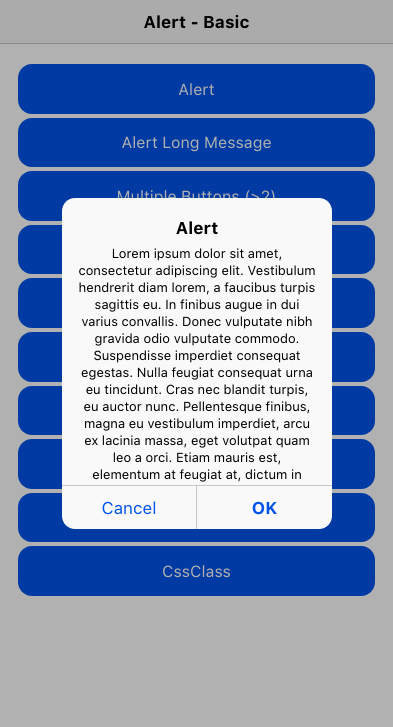 Alert - Basic
Alert
Alert Long Message
Multiple Buttons (>2)
Alert
Lorem ipsum dolor sit amet,
consectetur adipiscing elit. Vestibulum
hendrerit diam lorem, a faucibus turpis
sagittis eu. In finibus augue in dui
varius convallis. Donec vulputate nibh
gravida odio vulputate commodo.
Suspendisse imperdiet consequat
egestas. Nulla feugiat consequat urna
eu tincidunt. Cras nec blandit turpis,
eu auctor nunc. Pellentesque finibus,
magna eu vestibulum imperdiet, arcu
ex lacinia massa, eget volutpat quam
leo a orci. Etiam mauris est,
elementum at feugiat at, dictum in
Cancel
OK
CssClass